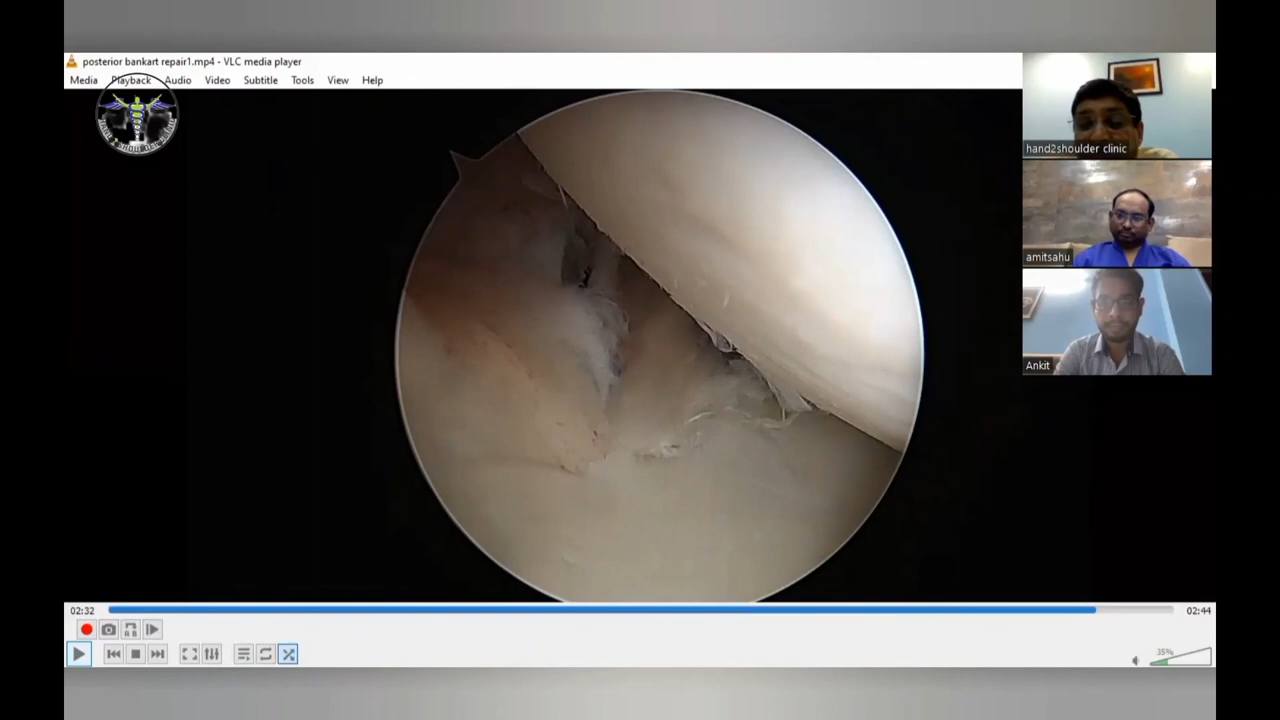 posterior bankart repair1.mp4 - VLC media player
Media Playback Audio Video Subtitle Tools View Help
hand2shoulder clinic
amitsahu
Ankit
02:32
02:44
35%